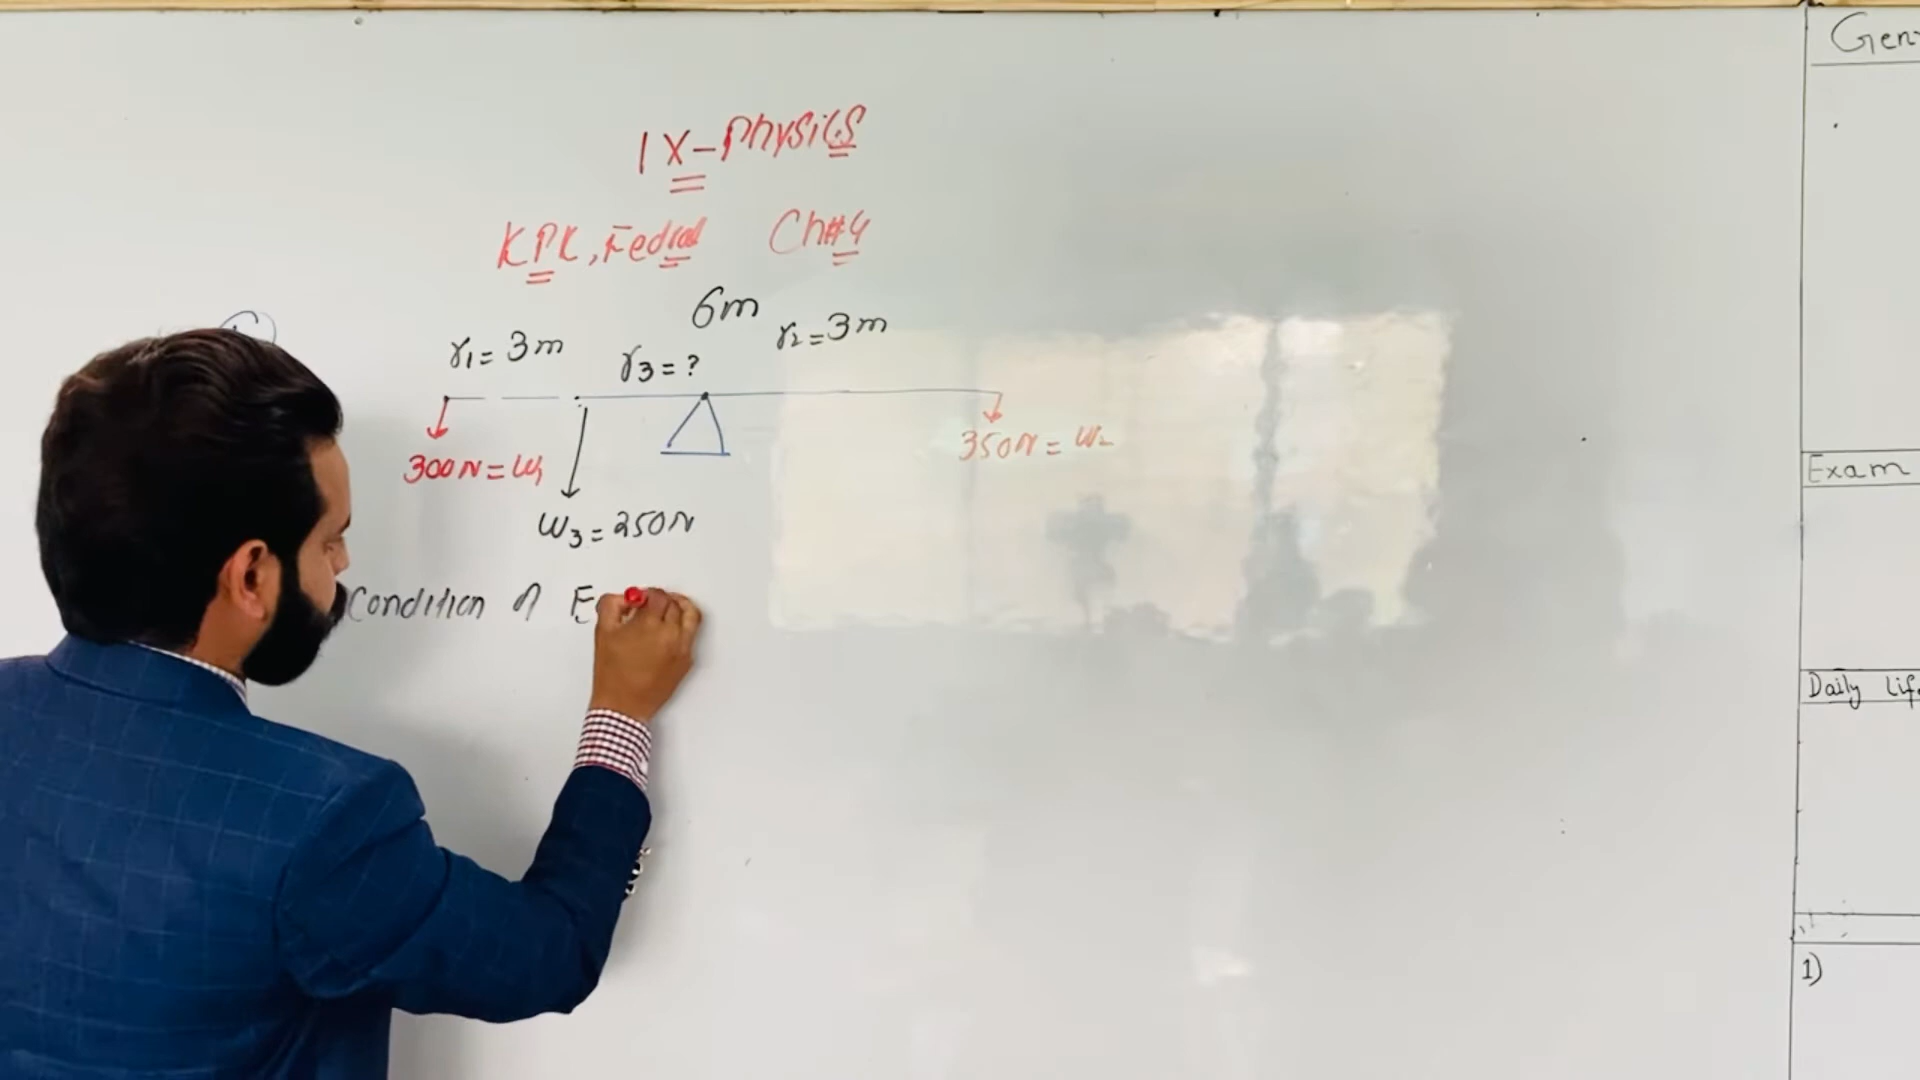 IX-Physics
KPK, Fedral Ch#4
6m
r1 = 3m r3 = ? r2 = 3m
300N = W1
350N = W2
W3 = 250N
Condition of
Exam
Daily
1)